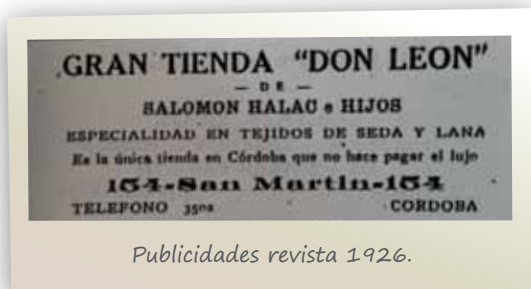 GRAN TIENDA "DON LEON"
— DE —
SALOMON HALAC e HIJOS
ESPECIALIDAD EN TEJIDOS DE SEDA Y LANA
Es la única tienda en Córdoba que no hace pagar el lujo
154-San Martin-154
TELEFONO CORDOBA
Publicidades revista 1926.